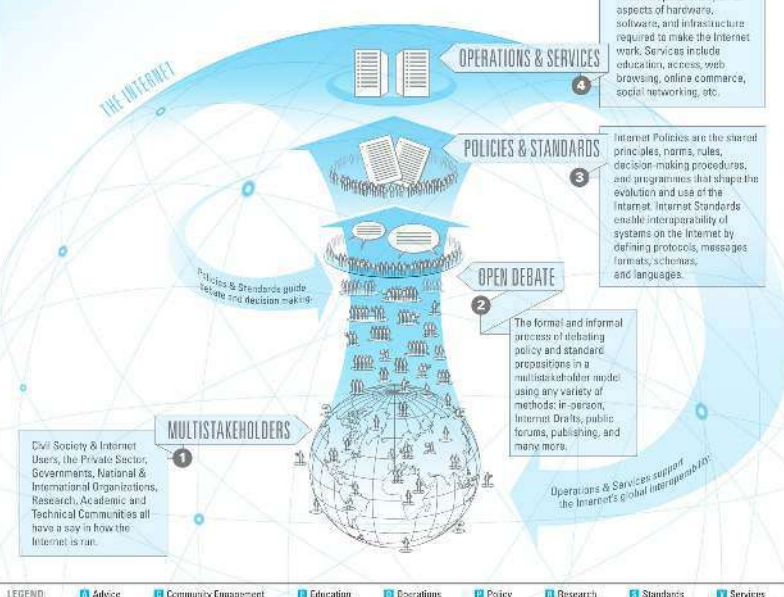 aspects of hardware,
software, and infrastructure
required to make the Internet
work. Services include
education, access, web
browsing, online commerce,
social networking, etc.
THE INTERNET
OPERATIONS & SERVICES
4
POLICIES & STANDARDS
3
Internet Policies are the shared
principles, norms, rules,
decision-making procedures,
and programmes that shape the
evolution and use of the
Internet. Internet Standards
enable interoperability of
systems on the Internet by
defining protocols, messages
formats, schemas,
and languages.
Policies & Standards guide
debate and decision making.
OPEN DEBATE
2
The formal and informal
process of debating
policy and standard
propositions in a
multistakeholder model
using any variety of
methods: in-person,
Internet Drafts, public
forums, publishing, and
many more.
MULTISTAKEHOLDERS
1
Civil Society & Internet
Users, the Private Sector,
Governments, National &
International Organizations,
Research, Academic and
Technical Communities all
have a say in how the
Internet is run.
Operations & Services support
the Internet's global interoperability.
LEGEND: A Advice C Community Engagement E Education O Operations P Policy R Research S Standards Services